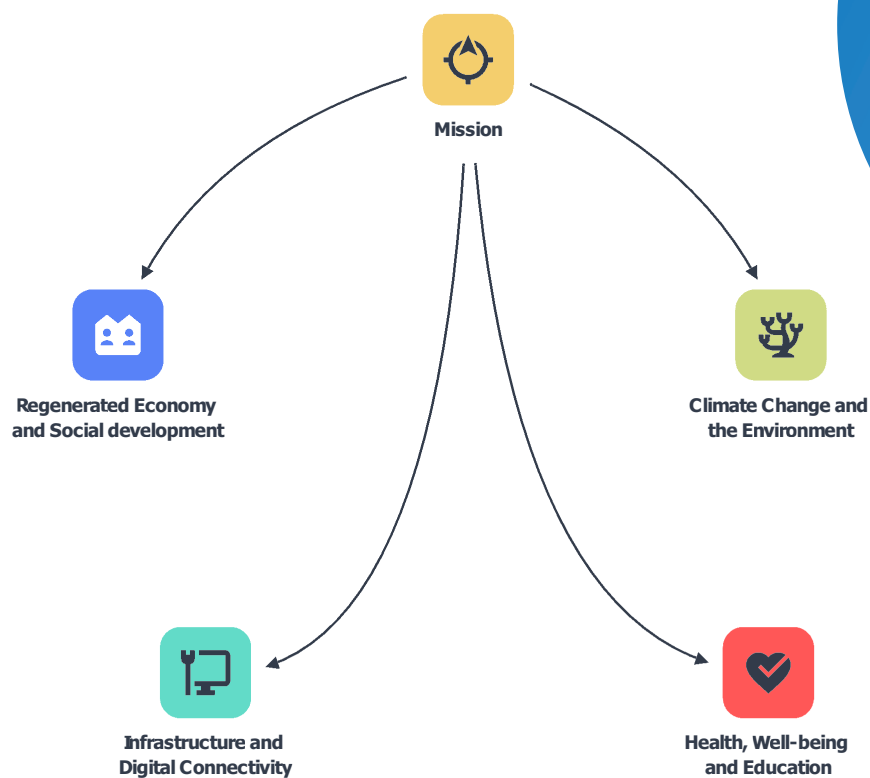 Mission
Regenerated Economy
and Social development
Climate Change and
the Environment
Infrastructure and
Digital Connectivity
Health, Well-being
and Education